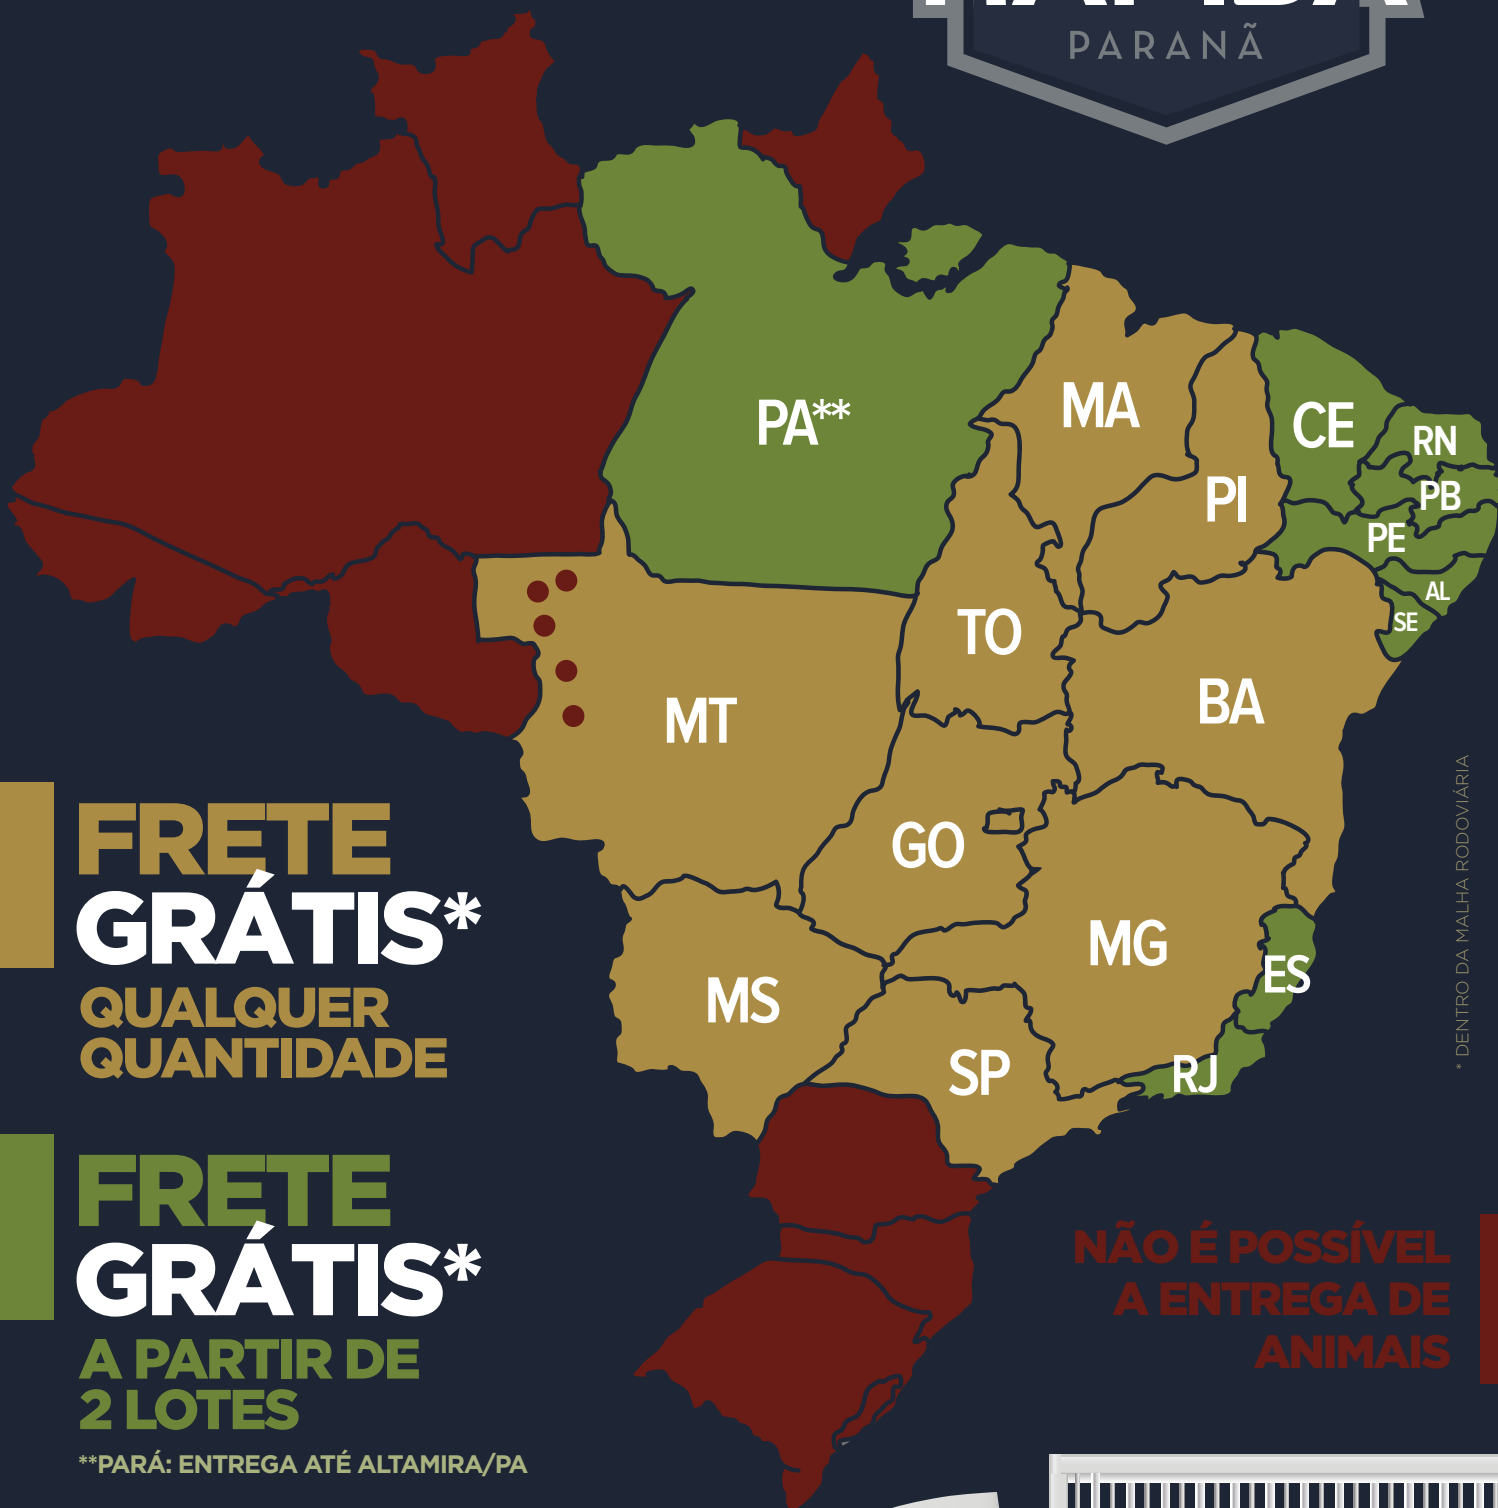 PARANÃ
PA**
MA
CE
RN
PI
PB
PE
AL
SE
TO
BA
MT
GO
MG
ES
MS
SP
RJ
FRETE
GRÁTIS*
QUALQUER
QUANTIDADE
FRETE
GRÁTIS*
A PARTIR DE
2 LOTES
**PARÁ: ENTREGA ATÉ ALTAMIRA/PA
* DENTRO DA MALHA RODOVIÁRIA
NÃO É POSSÍVEL
A ENTREGA DE
ANIMAIS